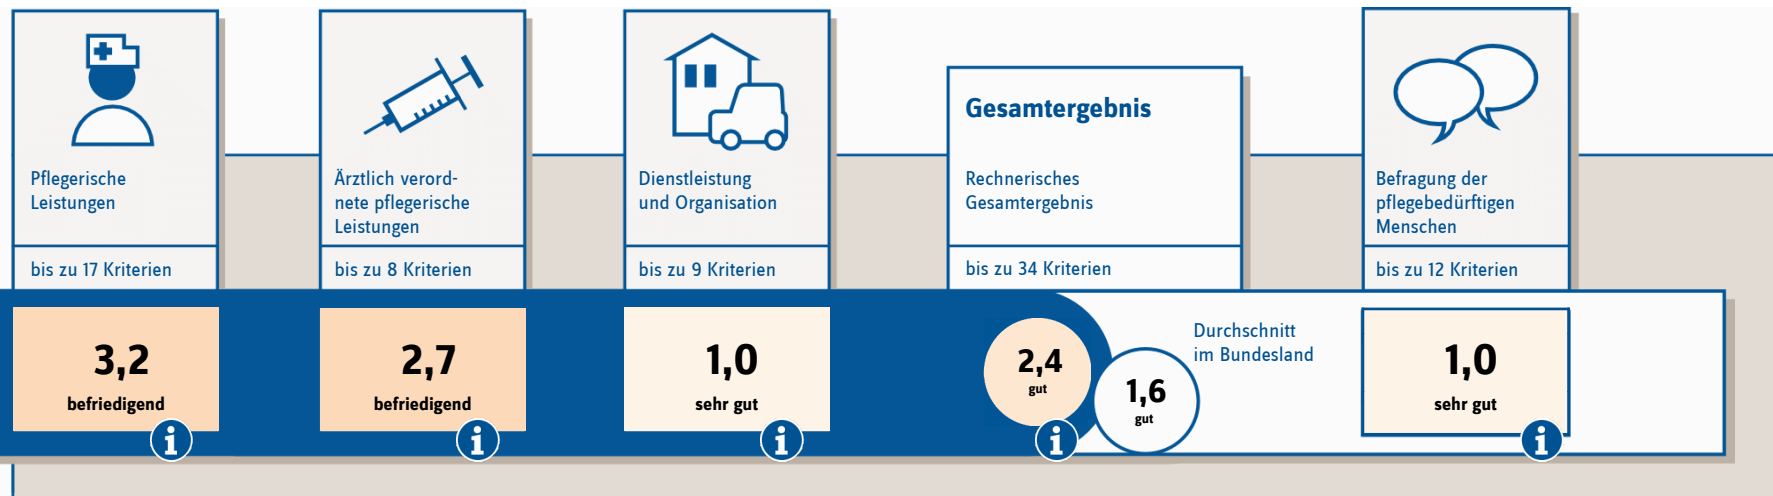 Pflegerische
Leistungen
bis zu 17 Kriterien
3,2
befriedigend
i
Ärztlich verord-
nete pflegerische
Leistungen
bis zu 8 Kriterien
2,7
befriedigend
i
Dienstleistung
und Organisation
bis zu 9 Kriterien
1,0
sehr gut
i
Gesamtergebnis
Rechnerisches
Gesamtergebnis
bis zu 34 Kriterien
2,4
gut
i
1,6
gut
Durchschnitt
im Bundesland
Befragung der
pflegebedürftigen
Menschen
bis zu 12 Kriterien
1,0
sehr gut
i